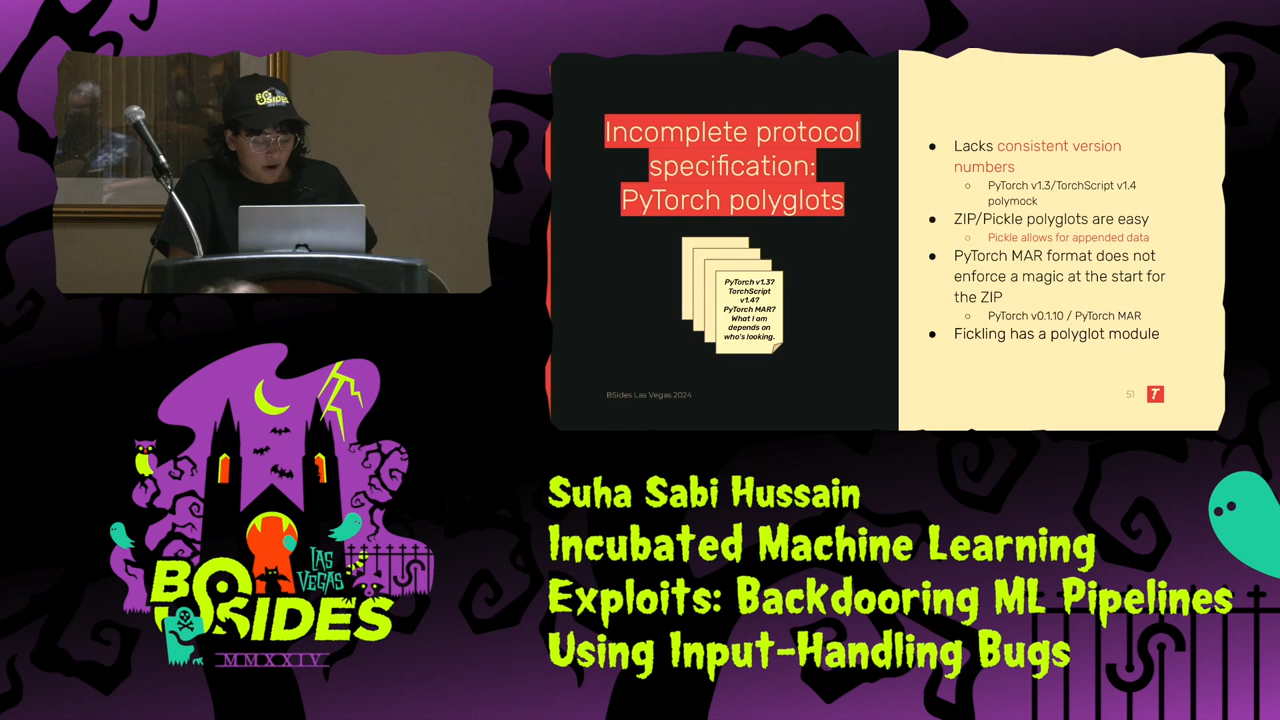 BSIDES
Incomplete protocol
specification:
PyTorch polyglots
PyTorch v1.3?
TorchScript
v1.4?
PyTorch MAR?
What I am
depends on
who's looking.
BSides Las Vegas 2024
● Lacks consistent version
numbers
○ PyTorch v1.3/TorchScript v1.4
polymock
● ZIP/Pickle polyglots are easy
○ Pickle allows for appended data
● PyTorch MAR format does not
enforce a magic at the start for
the ZIP
○ PyTorch v0.1.10 / PyTorch MAR
● Fickling has a polyglot module
51
T
LAS
VEGAS
BSIDES
MMXXIV
Suha Sabi Hussain
Incubated Machine Learning
Exploits: Backdooring ML Pipelines
Using Input-Handling Bugs